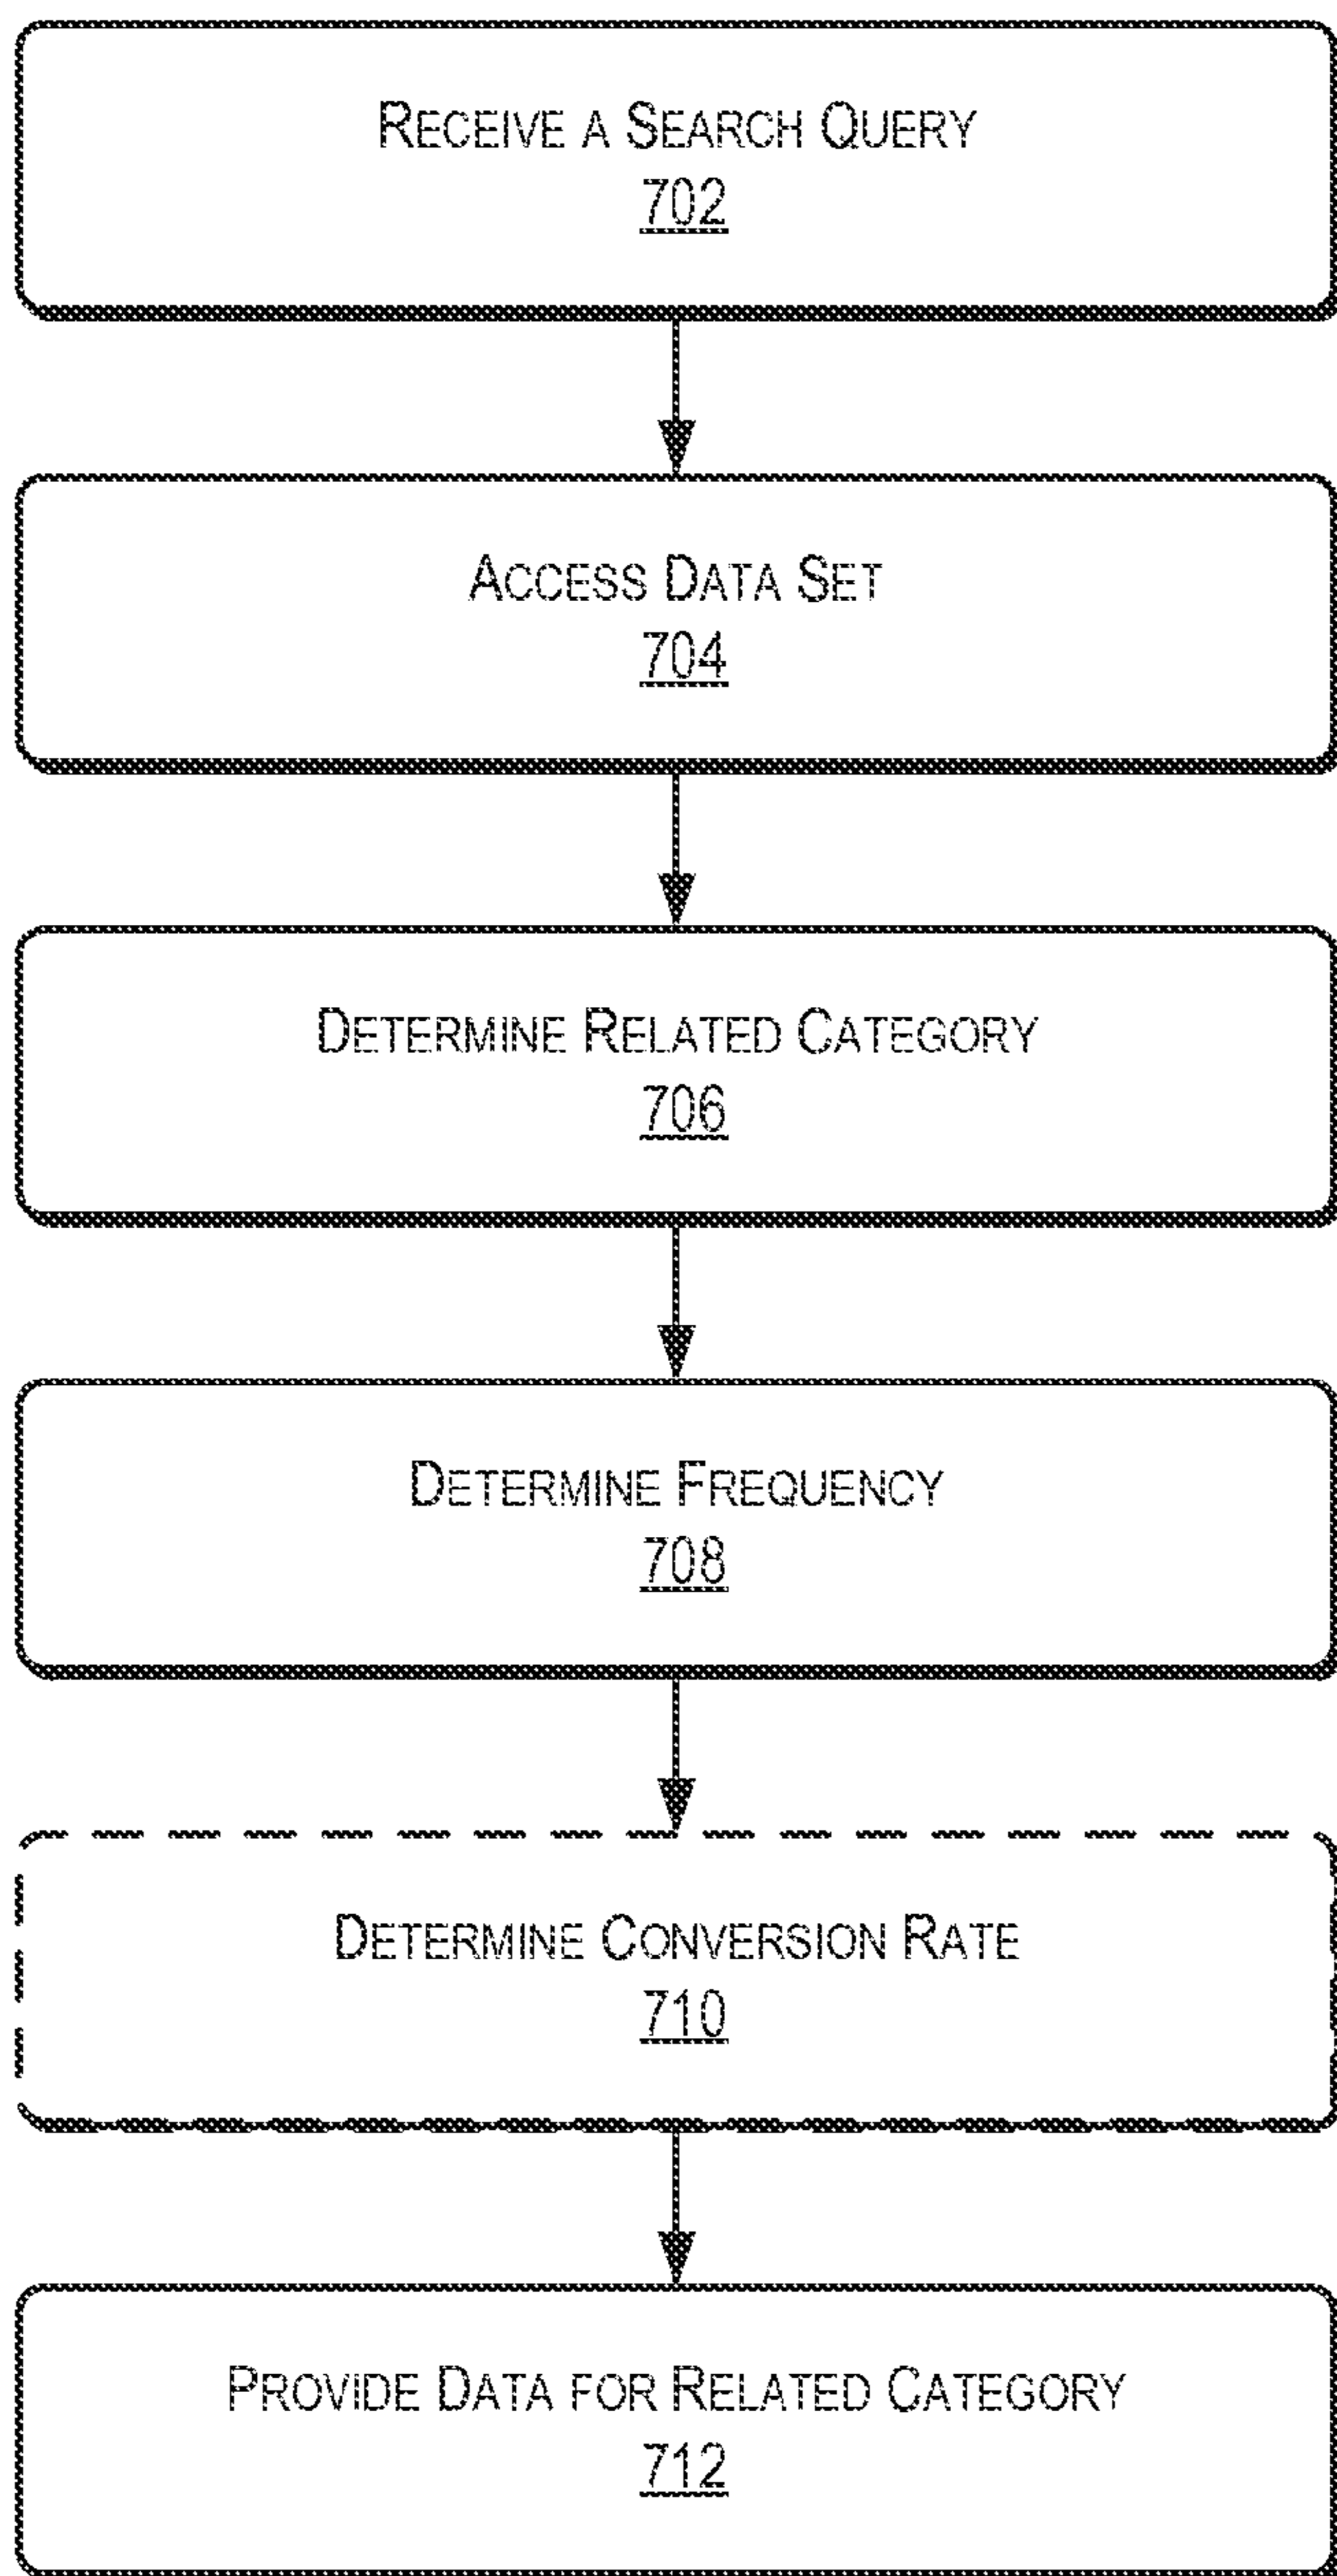 RECEIVE A SEARCH QUERY
702
ACCESS DATA SET
704
DETERMINE RELATED CATEGORY
706
DETERMINE FREQUENCY
708
DETERMINE CONVERSION RATE
710
PROVIDE DATA FOR RELATED CATEGORY
712